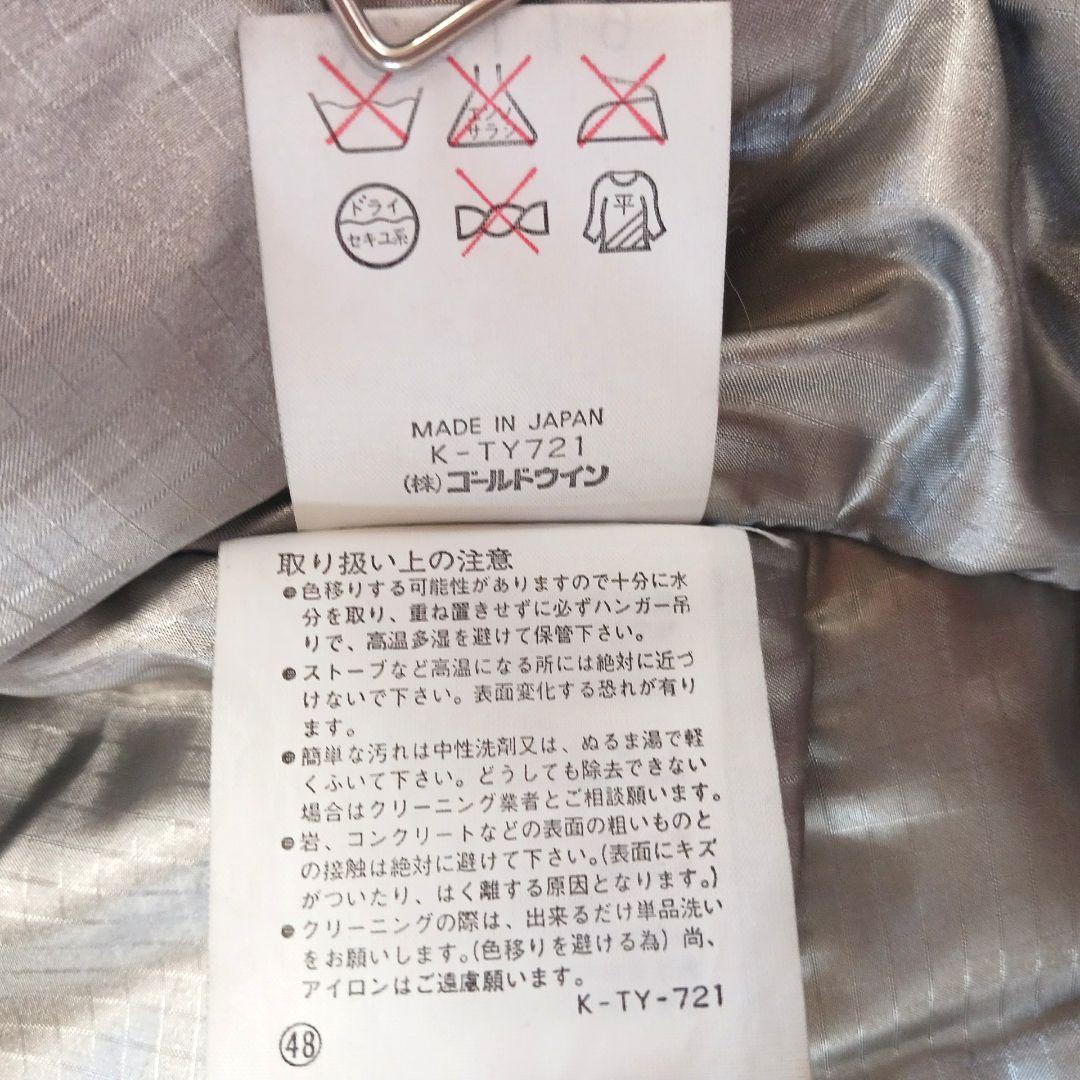 エンソ
サラシ
ドライ
セキユ系
平
MADE IN JAPAN
K-TY721
(株)ゴールドウイン
取り扱い上の注意
●色移りする可能性がありますので十分に水
分を取り、重ね置きせずに必ずハンガー吊
りで、高温多湿を避けて保管下さい。
●ストーブなど高温になる所には絶対に近づ
けないで下さい。表面変化する恐れが有り
ます。
●簡単な汚れは中性洗剤又は、ぬるま湯で軽
くふいて下さい。どうしても除去できない
場合はクリーニング業者とご相談願います。
●岩、コンクリートなどの表面の粗いものと
の接触は絶対に避けて下さい。(表面にキズ
がついたり、はく離する原因となります。)
●クリーニングの際は、出来るだけ単品洗い
をお願いします。(色移りを避ける為) 尚、
アイロンはご遠慮願います。
K-TY-721
48